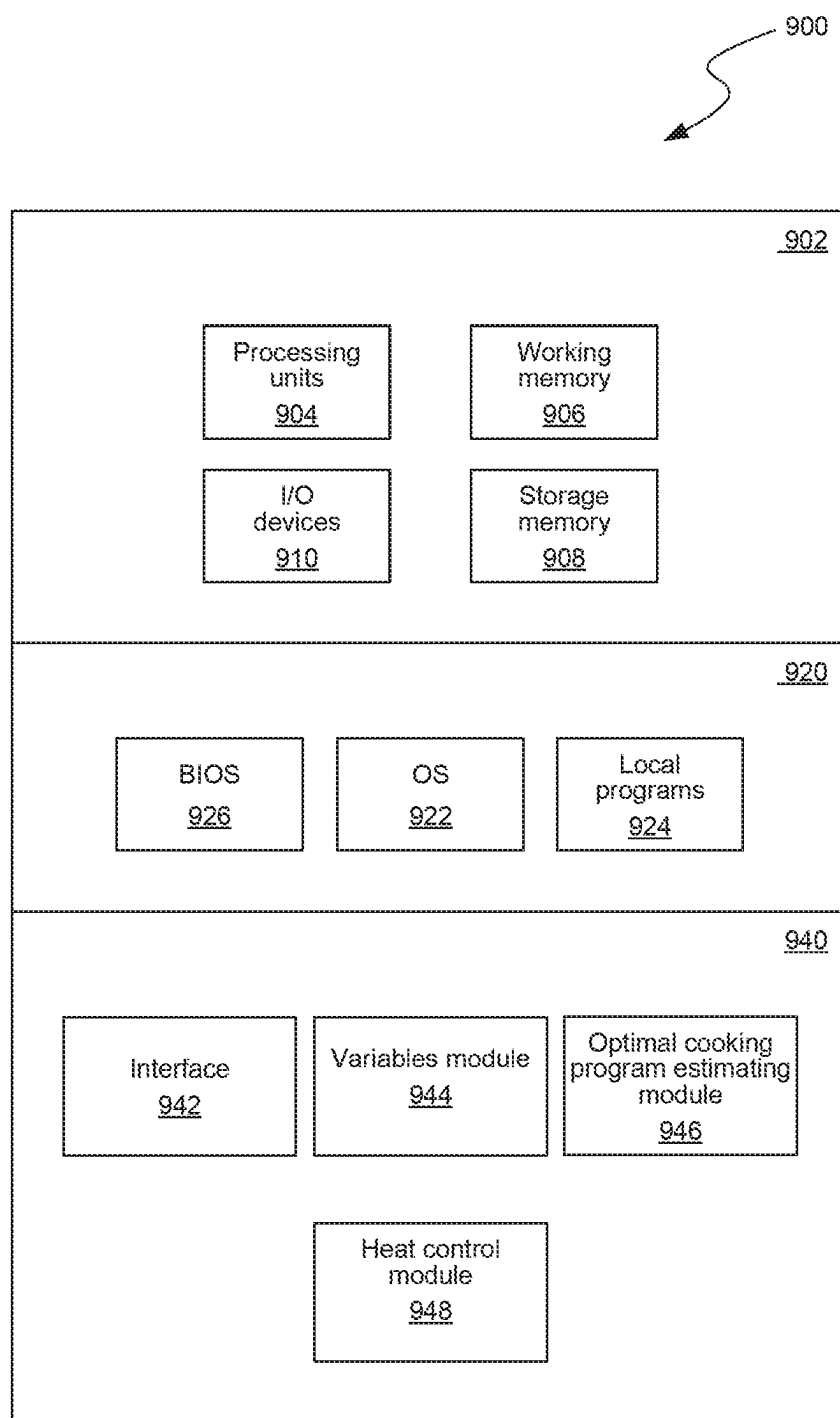 900
902
Processing
units
904
Working
memory
906
I/O
devices
910
Storage
memory
908
920
BIOS
926
OS
922
Local
programs
924
940
Interface
942
Variables module
944
Optimal cooking
program estimating
module
946
Heat control
module
948